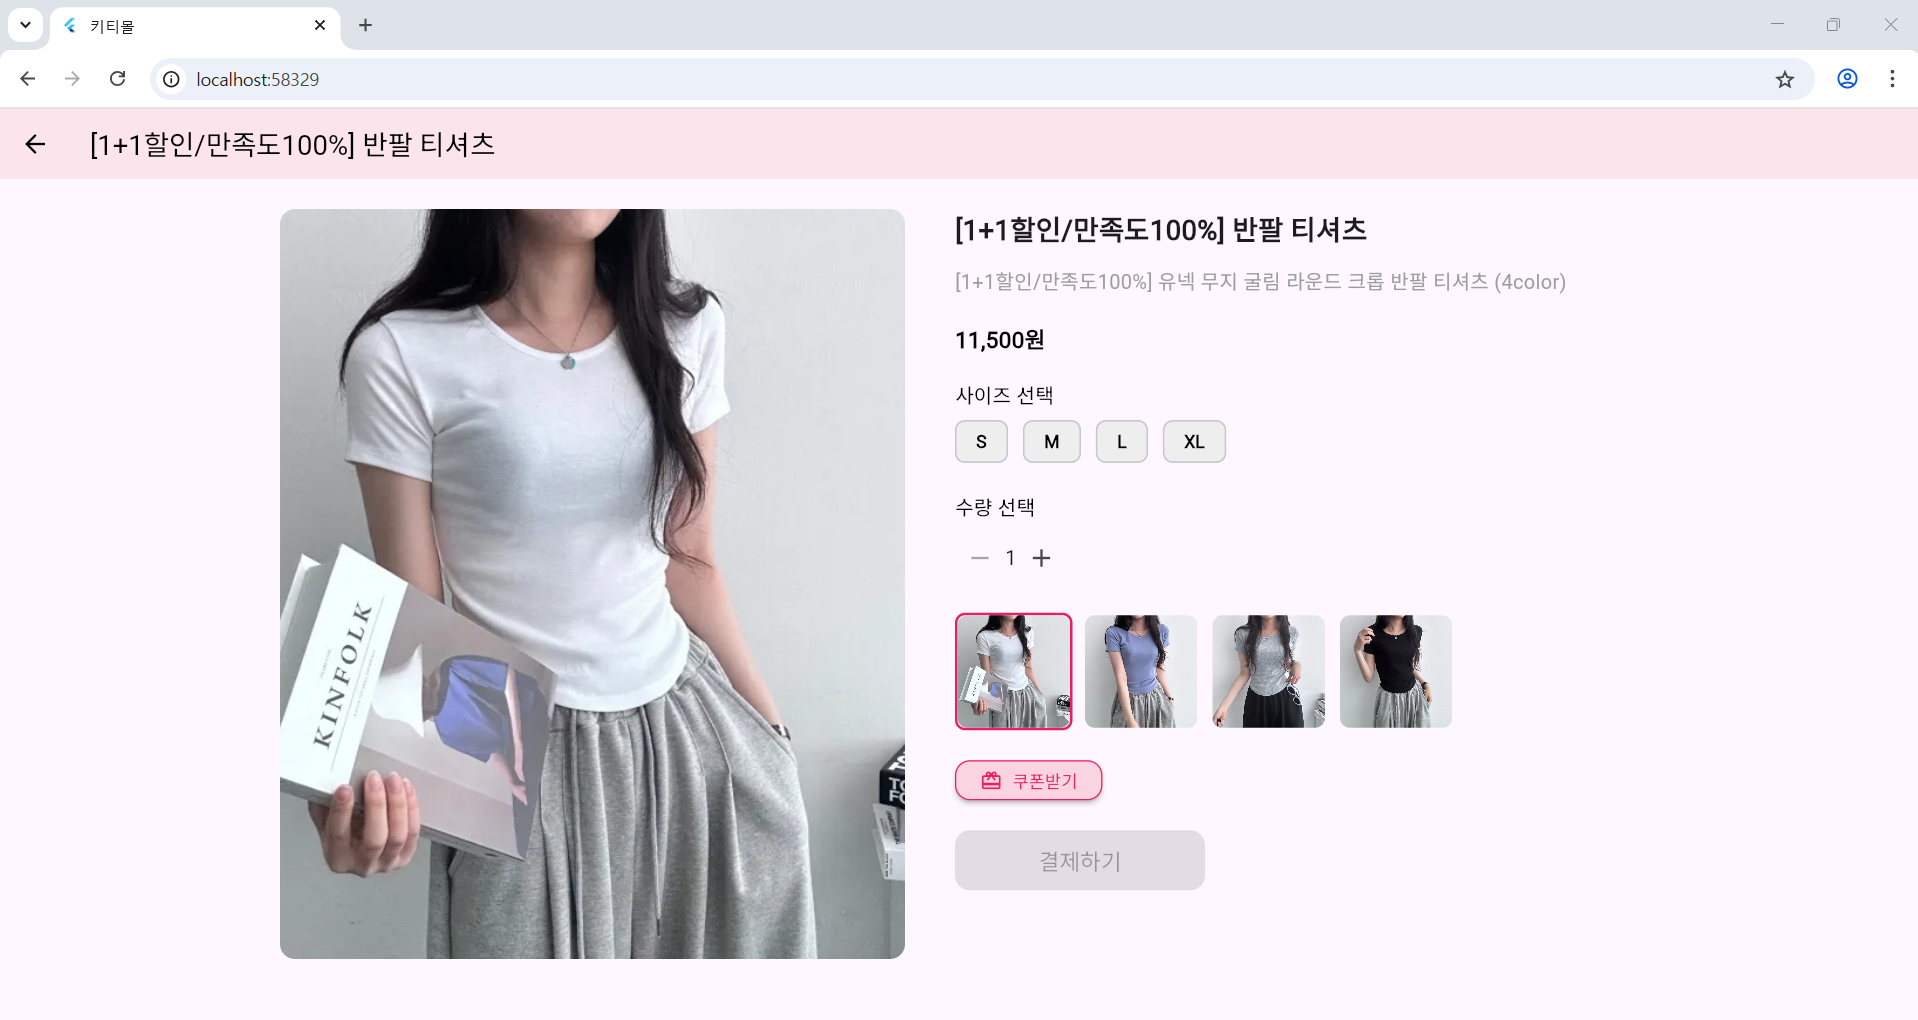 키티몰
localhost:58329
[1+1할인/만족도100%] 반팔 티셔츠
[1+1할인/만족도100%] 반팔 티셔츠
[1+1할인/만족도100%] 유넥 무지 굴림 라운드 크롭 반팔 티셔츠 (4color)
11,500원
사이즈 선택
S M L XL
수량 선택
1
KINFOLK
쿠폰받기
결제하기